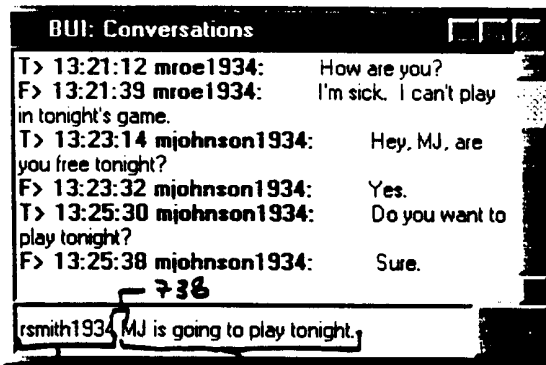 BUI: Conversations
T> 13:21:12 mroe1934: How are you?
F> 13:21:39 mroe1934: I'm sick. I can't play
in tonight's game.
T> 13:23:14 mjohnson1934: Hey, MJ, are
you free tonight?
F> 13:23:32 mjohnson1934: Yes.
T> 13:25:30 mjohnson1934: Do you want to
play tonight?
F> 13:25:38 mjohnson1934: Sure.
738
rsmith1934 MJ is going to play tonight.